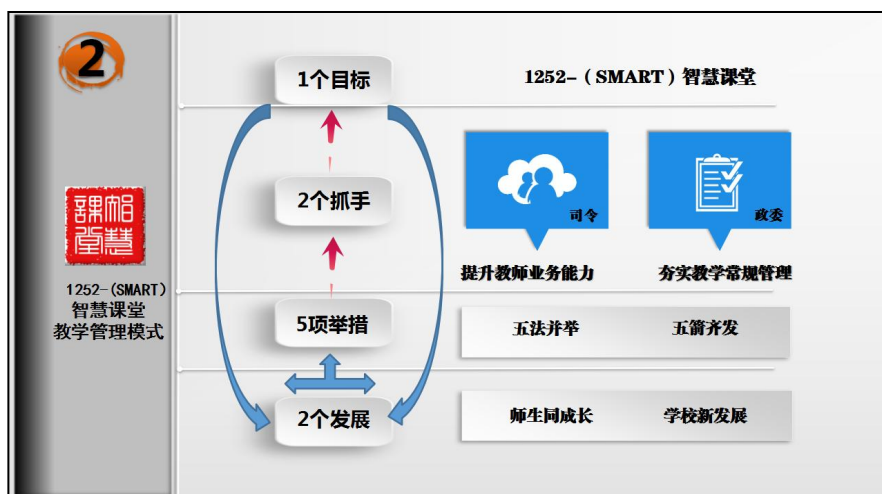 2
智慧
課堂
1252-(SMART)
智慧课堂
教学管理模式
1个目标
1252-（SMART）智慧课堂
2个抓手
司令
政委
提升教师业务能力
夯实教学常规管理
5项举措
五法并举
五箭齐发
2个发展
师生同成长
学校新发展